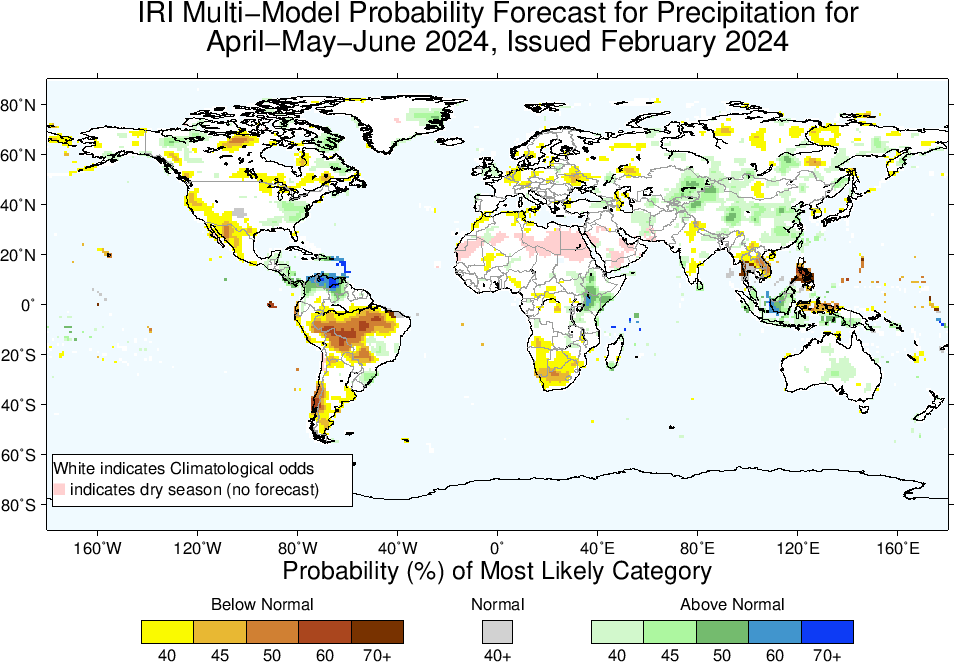 IRI Multi−Model Probability Forecast for Precipitation for
April−May−June 2024, Issued February 2024
80˚N
60˚N
40˚N
20˚N
0˚
20˚S
40˚S
60˚S
80˚S
White indicates Climatological odds
indicates dry season (no forecast)
160˚W 120˚W 80˚W 40˚W 0˚ 40˚E 80˚E 120˚E 160˚E
Probability (%) of Most Likely Category
Below Normal Normal Above Normal
40 45 50 60 70+ 40+ 40 45 50 60 70+